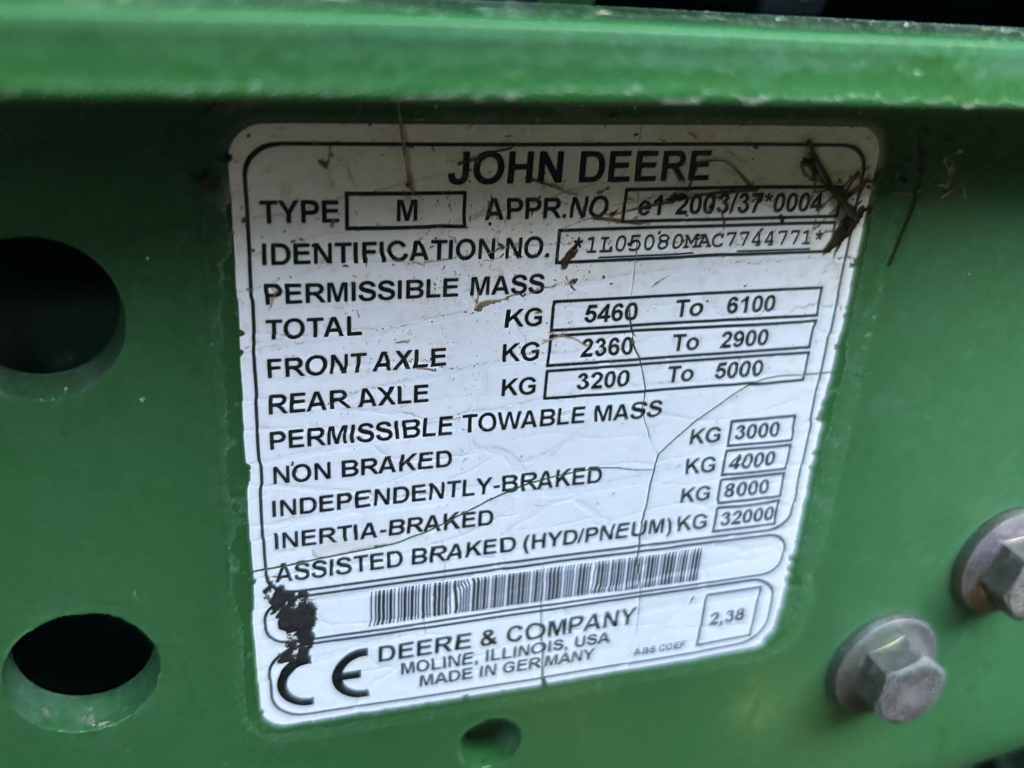 JOHN DEERE
TYPE M APPR.NO. e1*2003/37*0004
IDENTIFICATION NO. *1L05080MAC7744771*
PERMISSIBLE MASS
TOTAL KG 5460 To 6100
FRONT AXLE KG 2360 To 2900
REAR AXLE KG 3200 To 5000
PERMISSIBLE TOWABLE MASS
NON BRAKED KG 3000
INDEPENDENTLY-BRAKED KG 4000
INERTIA-BRAKED KG 8000
ASSISTED BRAKED (HYD/PNEUM) KG 32000
CE DEERE & COMPANY
MOLINE, ILLINOIS, USA
MADE IN GERMANY
ABS COEF 2,38